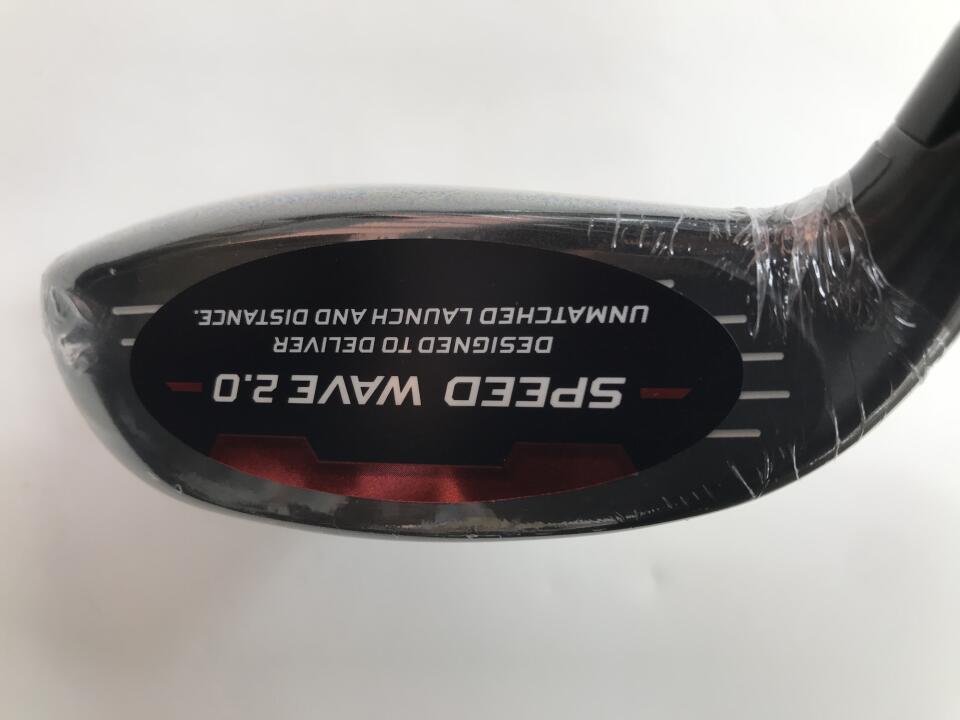 SPEED WAVE 2.0
DESIGNED TO DELIVER
UNMATCHED LAUNCH AND DISTANCE.